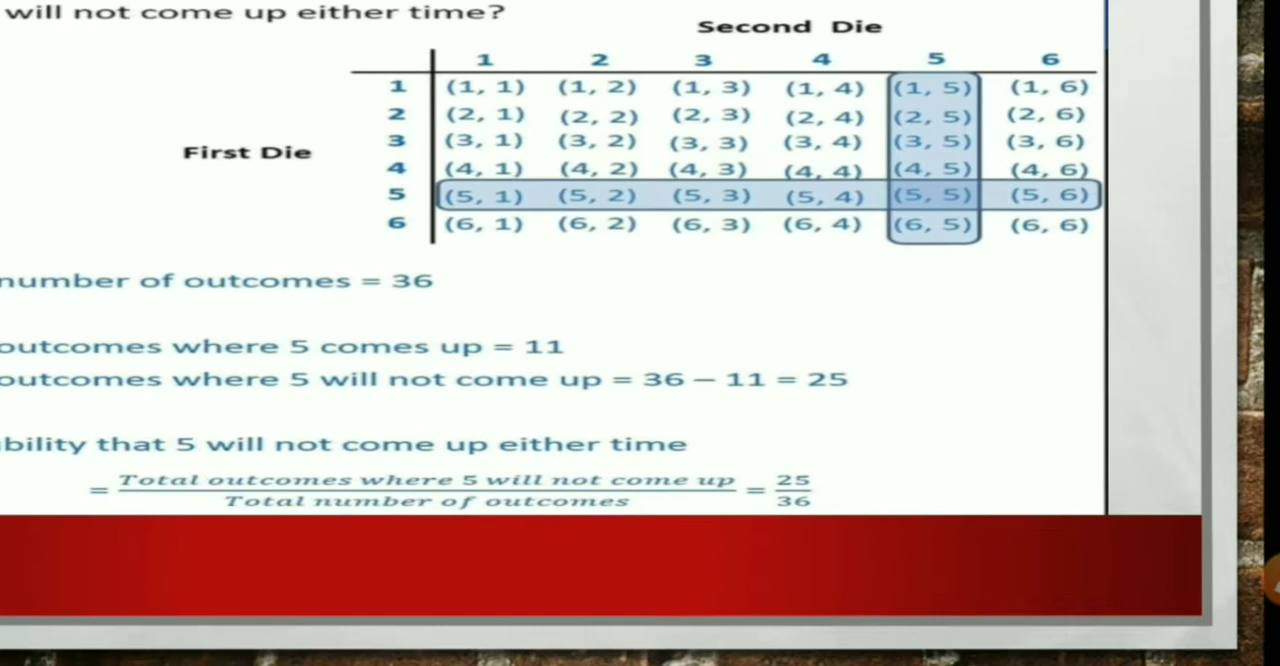 will not come up either time?
Second Die
1 2 3 4 5 6
1 (1, 1) (1, 2) (1, 3) (1, 4) (1, 5) (1, 6)
2 (2, 1) (2, 2) (2, 3) (2, 4) (2, 5) (2, 6)
3 (3, 1) (3, 2) (3, 3) (3, 4) (3, 5) (3, 6)
First Die
4 (4, 1) (4, 2) (4, 3) (4, 4) (4, 5) (4, 6)
5 (5, 1) (5, 2) (5, 3) (5, 4) (5, 5) (5, 6)
6 (6, 1) (6, 2) (6, 3) (6, 4) (6, 5) (6, 6)
number of outcomes = 36
outcomes where 5 comes up = 11
outcomes where 5 will not come up = 36 – 11 = 25
bility that 5 will not come up either time
= Total outcomes where 5 will not come up / Total number of outcomes = 25 / 36